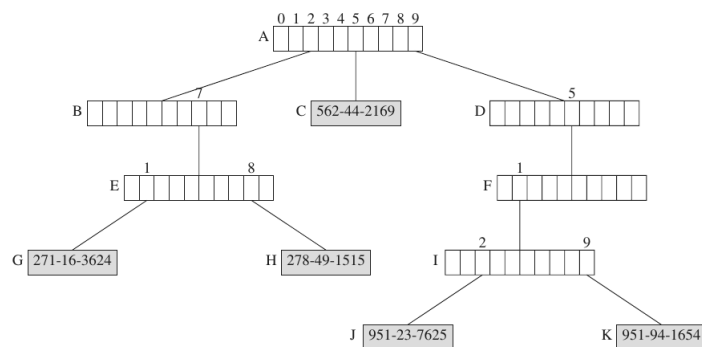 0 1 2 3 4 5 6 7 8 9
A
7 5
B C 562-44-2169 D
1 8 1
E F
2 9
G 271-16-3624 H 278-49-1515 I
J 951-23-7625 K 951-94-1654